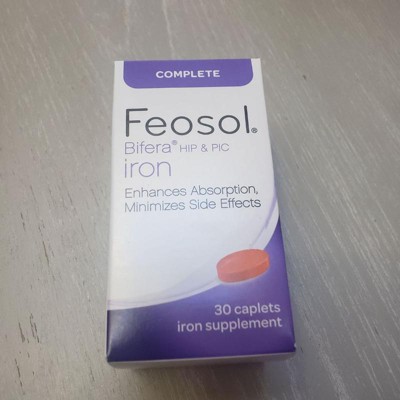 COMPLETE
Feosol®
Bifera® HIP & PIC
iron
Enhances Absorption,
Minimizes Side Effects
30 caplets
iron supplement